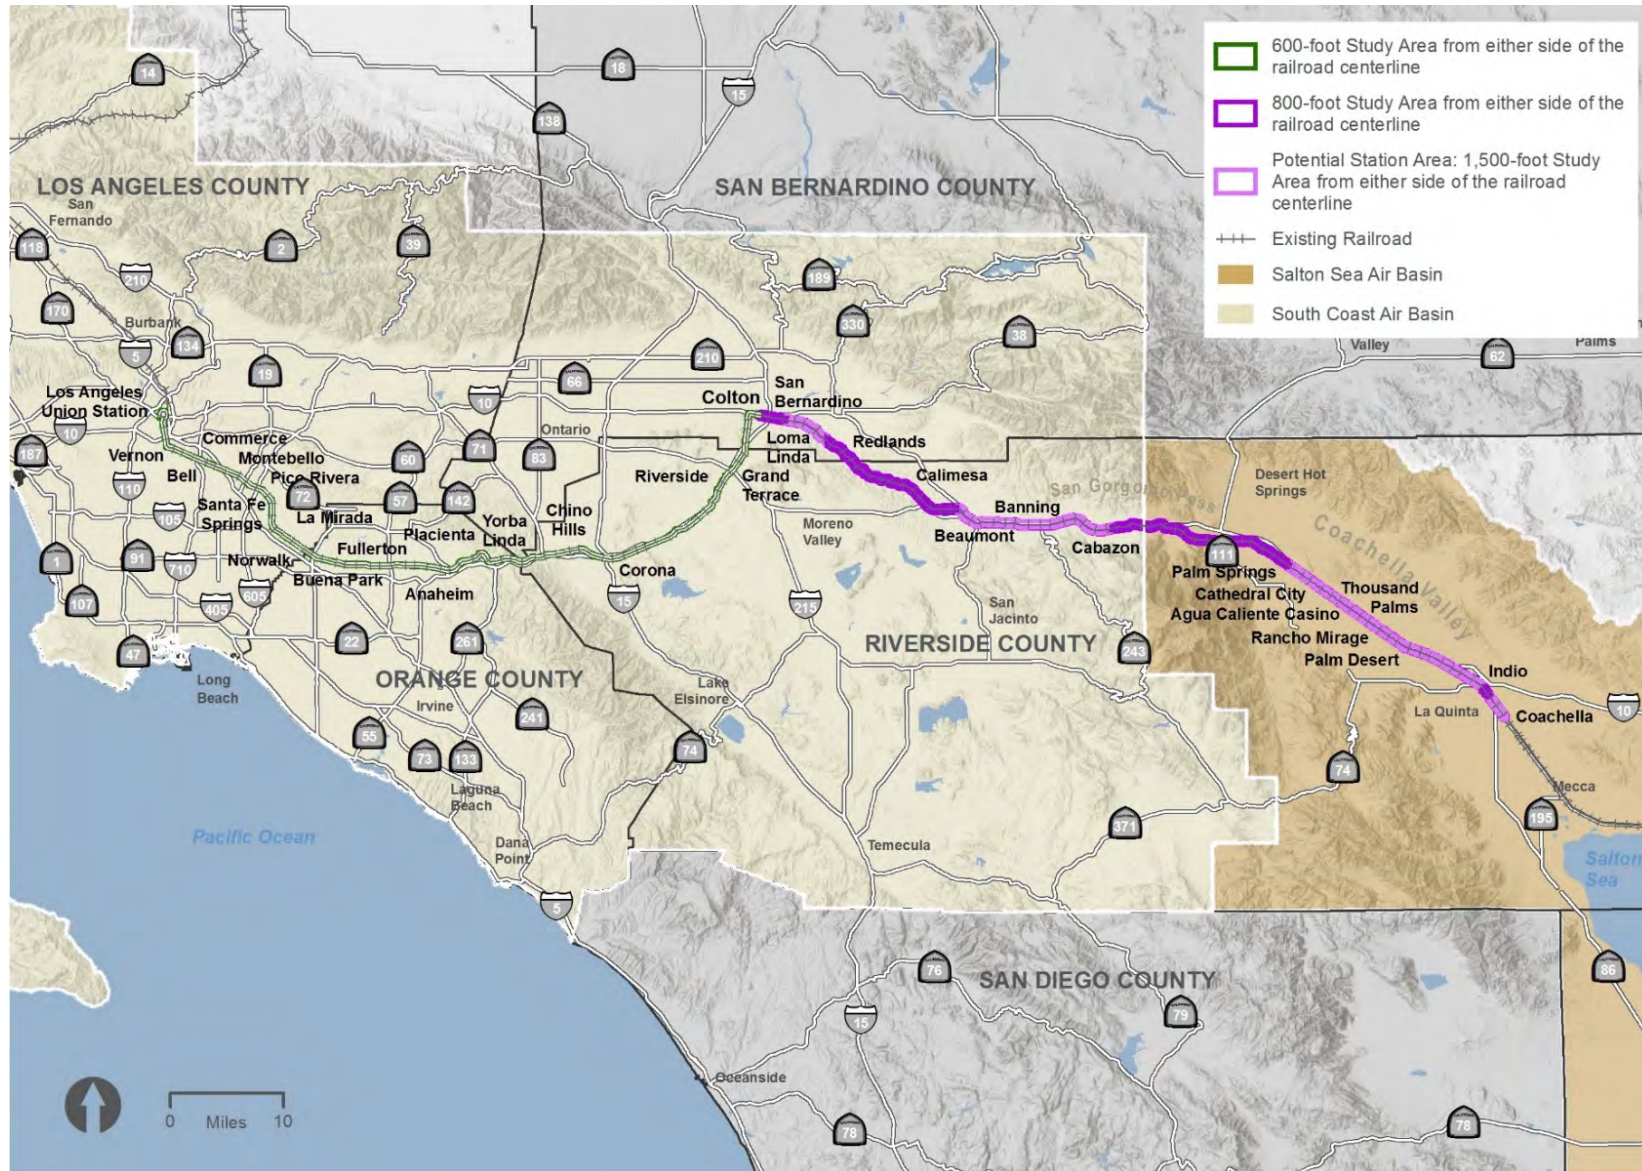 600-foot Study Area from either side of the
railroad centerline
800-foot Study Area from either side of the
railroad centerline
Potential Station Area: 1,500-foot Study
Area from either side of the railroad
centerline
Existing Railroad
Salton Sea Air Basin
South Coast Air Basin
14
18
15
138
LOS ANGELES COUNTY
SAN BERNARDINO COUNTY
San
Fernando
118
2
39
210
189
170
330
38
Burbank
134
5
210
Valley
62
Palms
19
66
10
Los Angeles
Union Station
10
Colton
San
Bernardino
Ontario
187
Vernon
Commerce
Montebello
Pico Rivera
Bell
60
71
83
Loma
Linda
Redlands
Riverside
Grand
Terrace
Calimesa
Desert Hot
Springs
110
72
57
142
San Gorgonio Pass
Santa Fe
Springs
La Mirada
105
Placienta
Yorba
Linda
Chino
Hills
Moreno
Valley
Banning
Beaumont
Cabazon
Coachella Valley
1
91
710
Norwalk
Fullerton
Buena Park
Anaheim
Corona
111
Palm Springs
Cathedral City
Agua Caliente Casino
Rancho Mirage
Palm Desert
Thousand
Palms
107
405
605
15
215
San
Jacinto
47
22
261
RIVERSIDE COUNTY
243
Long
Beach
ORANGE COUNTY
Irvine
Lake
Elsinore
Indio
La Quinta
Coachella
10
241
55
73
133
74
74
Laguna
Beach
Mecca
195
Pacific Ocean
371
Dana
Point
Temecula
Salton
Sea
5
76
SAN DIEGO COUNTY
86
15
79
Oceanside
0 Miles 10
78
78